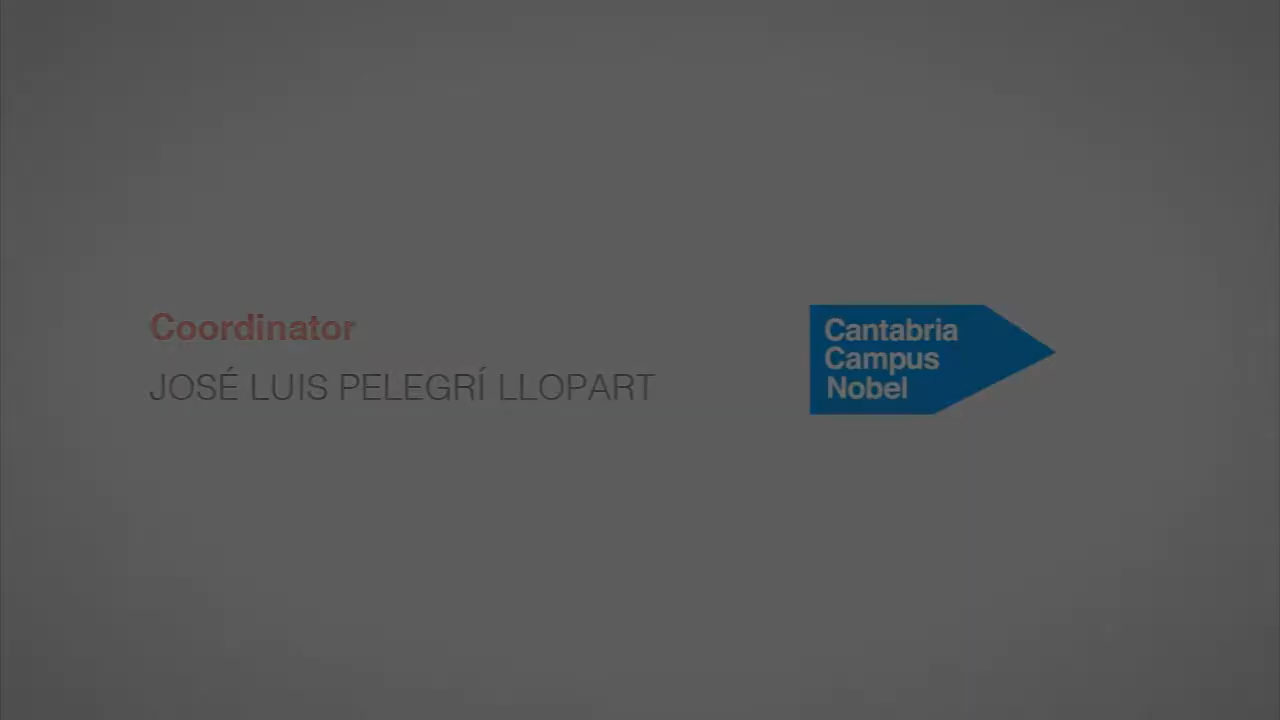 Coordinator
JOSÉ LUIS PELEGRÍ LLOPART
Cantabria
Campus
Nobel